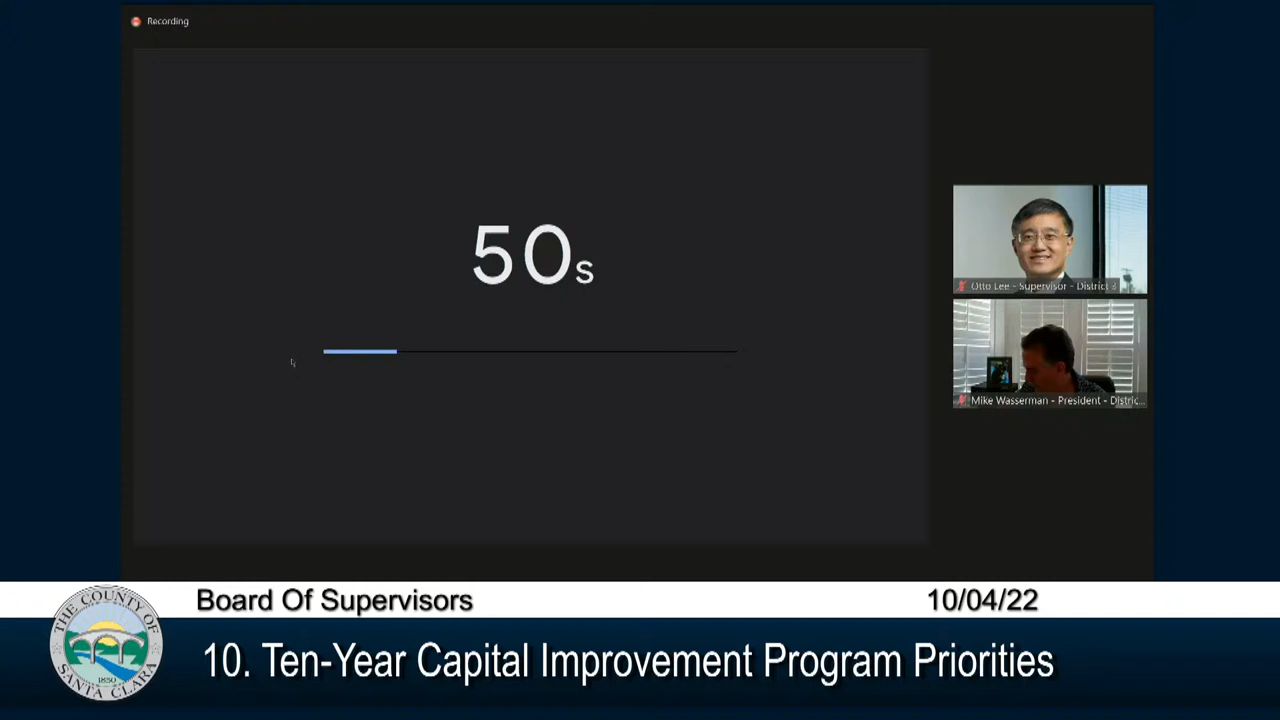 Recording
50s
Otto Lee - Supervisor - District 3
Mike Wasserman - President - Distric...
Board Of Supervisors
10/04/22
THE COUNTY OF
SANTA CLARA
1850
10. Ten-Year Capital Improvement Program Priorities